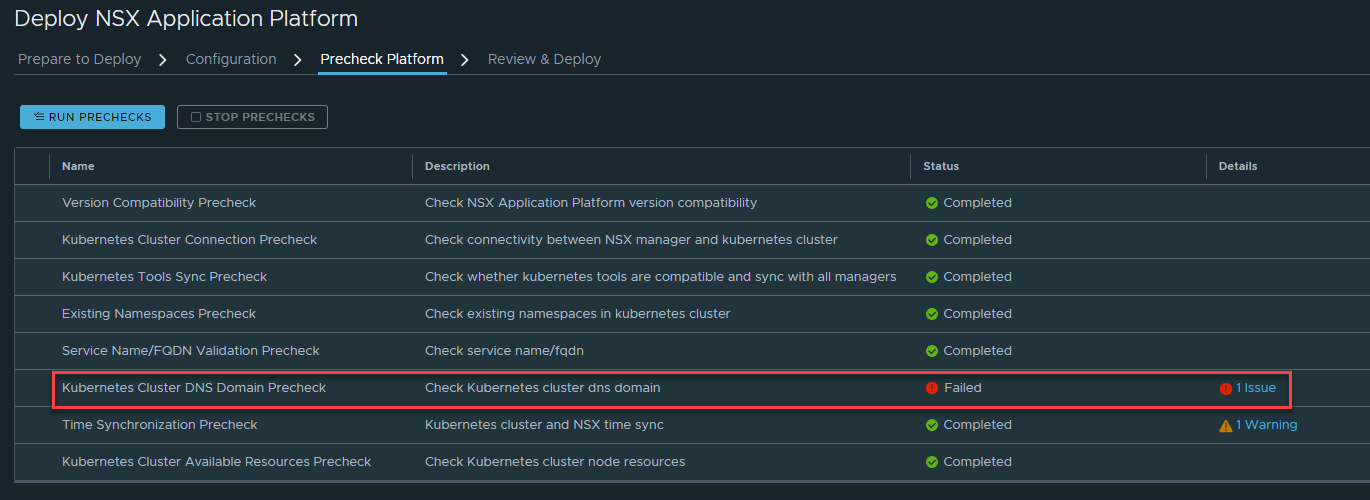 Deploy NSX Application Platform
Prepare to Deploy Configuration Precheck Platform Review & Deploy
RUN PRECHECKS STOP PRECHECKS
Name Description Status Details
Version Compatibility Precheck Check NSX Application Platform version compatibility Completed
Kubernetes Cluster Connection Precheck Check connectivity between NSX manager and kubernetes cluster Completed
Kubernetes Tools Sync Precheck Check whether kubernetes tools are compatible and sync with all managers Completed
Existing Namespaces Precheck Check existing namespaces in kubernetes cluster Completed
Service Name/FQDN Validation Precheck Check service name/fqdn Completed
Kubernetes Cluster DNS Domain Precheck Check Kubernetes cluster dns domain Failed 1 Issue
Time Synchronization Precheck Kubernetes cluster and NSX time sync Completed 1 Warning
Kubernetes Cluster Available Resources Precheck Check Kubernetes cluster node resources Completed